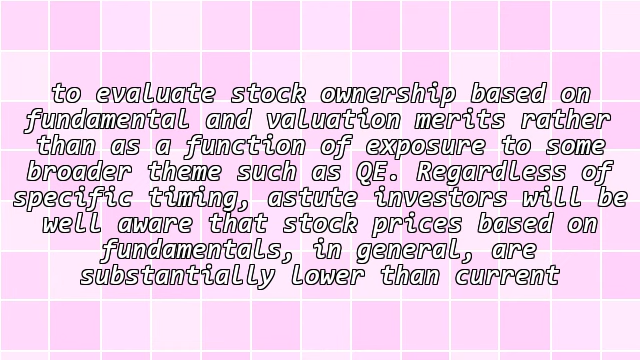 to evaluate stock ownership based on
fundamental and valuation merits rather
than as a function of exposure to some
broader theme such as QE. Regardless of
specific timing, astute investors will be
well aware that stock prices based on
fundamentals, in general, are
substantially lower than current